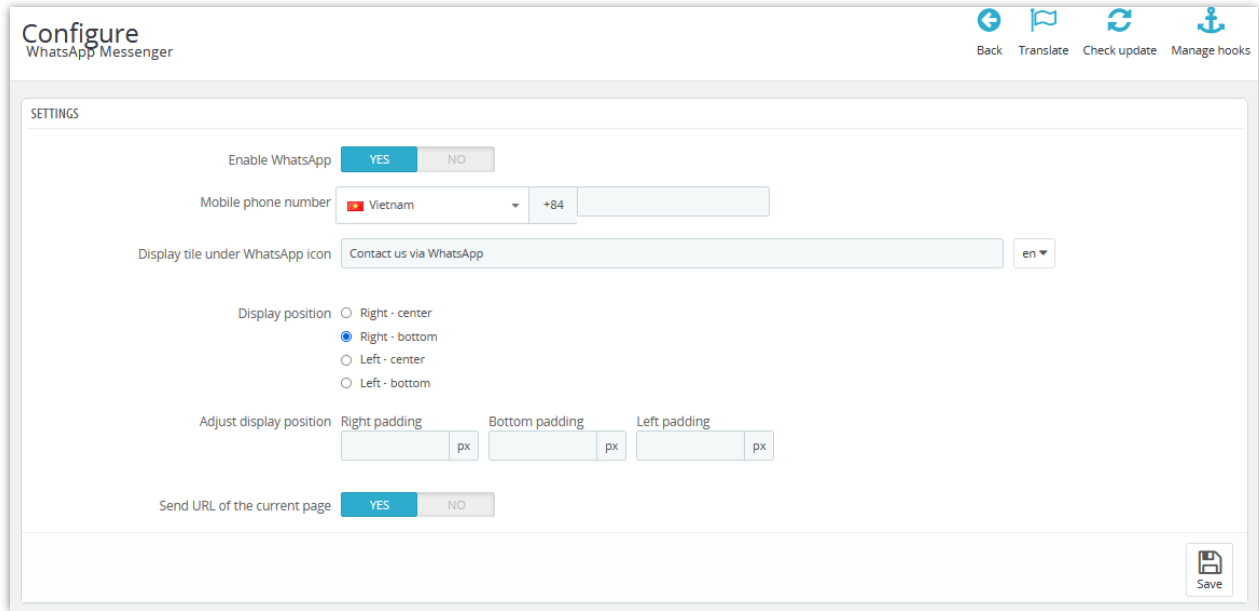 Configure
WhatsApp Messenger
Back Translate Check update Manage hooks
SETTINGS
Enable WhatsApp YES NO
Mobile phone number Vietnam +84
Display tile under WhatsApp icon Contact us via WhatsApp en
Display position Right - center
Right - bottom
Left - center
Left - bottom
Adjust display position Right padding Bottom padding Left padding
px px px
Send URL of the current page YES NO
Save